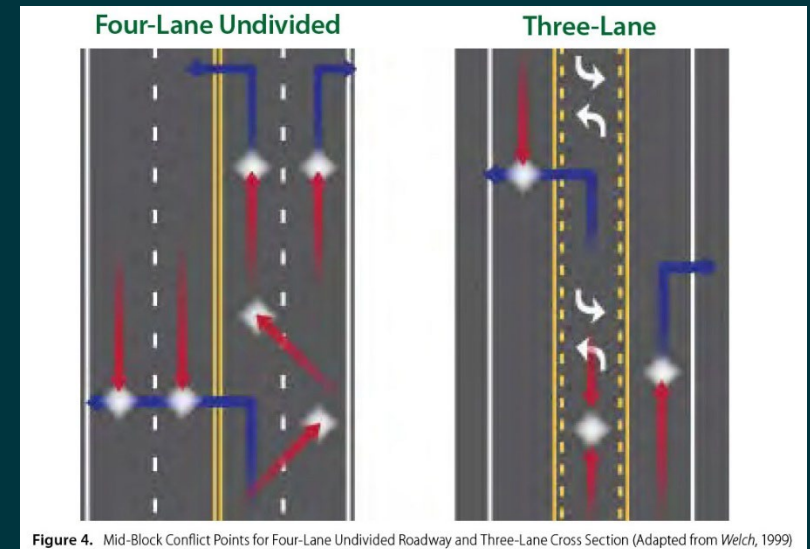 Four-Lane Undivided
Three-Lane
Figure 4. Mid-Block Conflict Points for Four-Lane Undivided Roadway and Three-Lane Cross Section (Adapted from Welch, 1999)